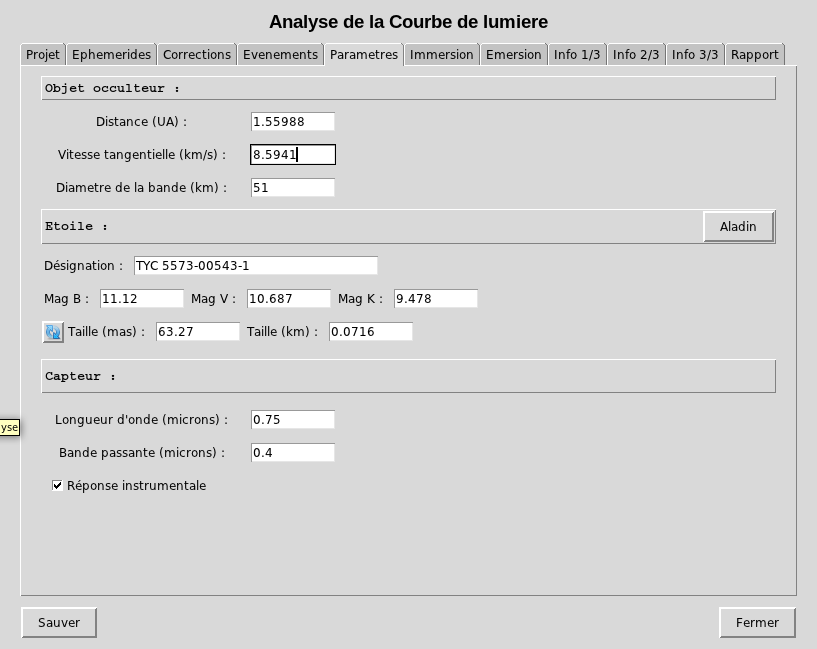 Analyse de la Courbe de lumiere
Projet Ephemerides Corrections Evenements Parametres Immersion Emersion Info 1/3 Info 2/3 Info 3/3 Rapport
Objet occulteur :
Distance (UA) : 1.55988
Vitesse tangentielle (km/s) : 8.5941
Diametre de la bande (km) : 51
Etoile : Aladin
Désignation : TYC 5573-00543-1
Mag B : 11.12 Mag V : 10.687 Mag K : 9.478
Taille (mas) : 63.27 Taille (km) : 0.0716
Capteur :
Longueur d'onde (microns) : 0.75
yse
Bande passante (microns) : 0.4
Réponse instrumentale
Sauver Fermer